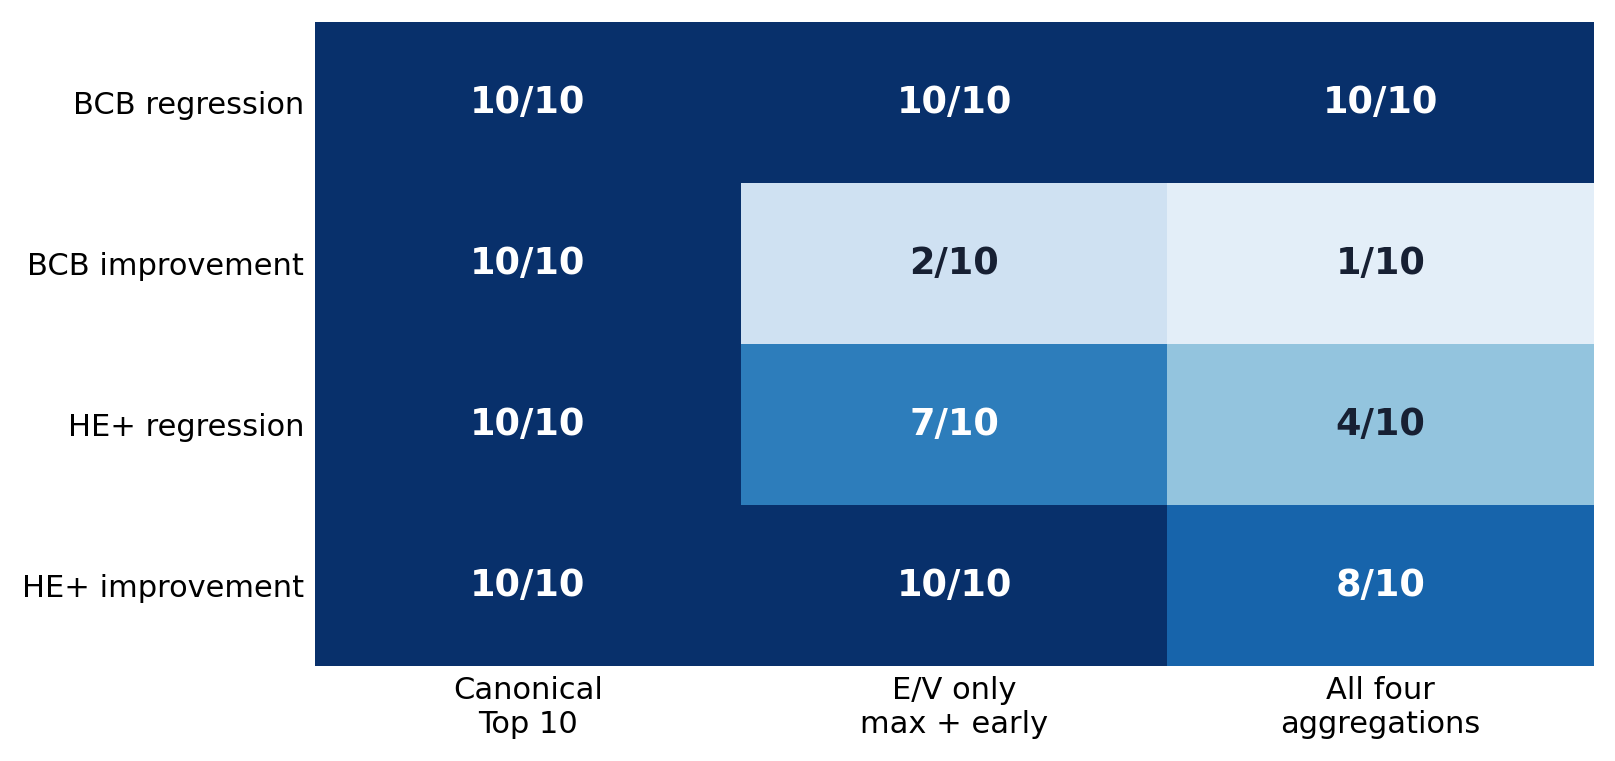 BCB regression 10/10 10/10 10/10
BCB improvement 10/10 2/10 1/10
HE+ regression 10/10 7/10 4/10
HE+ improvement 10/10 10/10 8/10
Canonical E/V only All four
Top 10 max + early aggregations